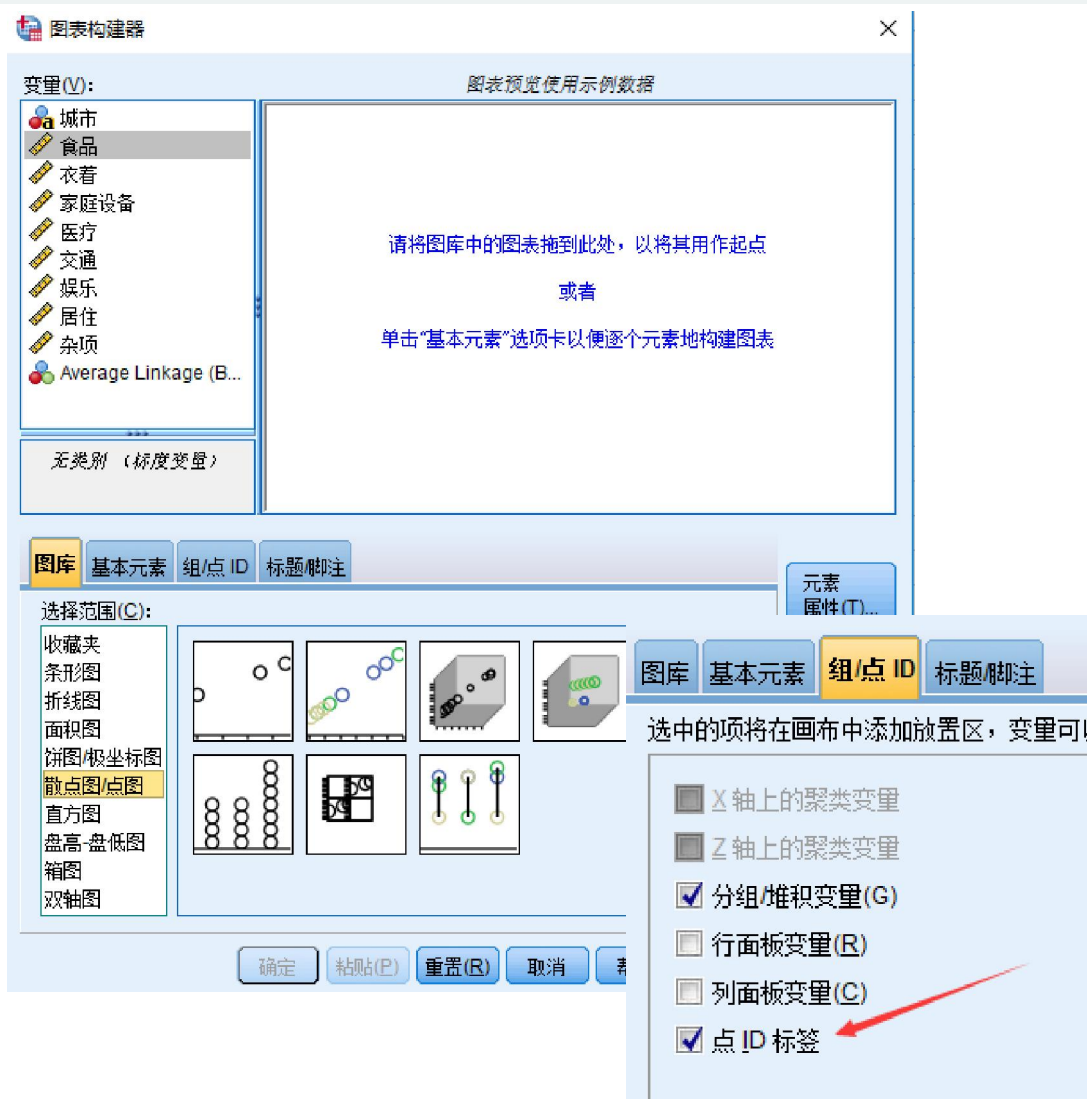 图表构建器
变量(V):
图表预览使用示例数据
城市
食品
衣着
家庭设备
医疗
交通
娱乐
居住
杂项
Average Linkage (B...
请将图库中的图表拖到此处，以将其用作起点
或者
单击“基本元素”选项卡以便逐个元素地构建图表
无类别 （标度变量）
图库 基本元素 组/点 ID 标题/脚注
元素
属性(T)...
选择范围(C):
收藏夹
条形图
折线图
面积图
饼图/极坐标图
散点图/点图
直方图
盘高-盘低图
箱图
双轴图
确定 粘贴(P) 重置(R) 取消
图库 基本元素 组/点 ID 标题/脚注
选中的项将在画布中添加放置区，变量可
X 轴上的聚类变量
Z 轴上的聚类变量
分组/堆积变量(G)
行面板变量(R)
列面板变量(C)
点 ID 标签